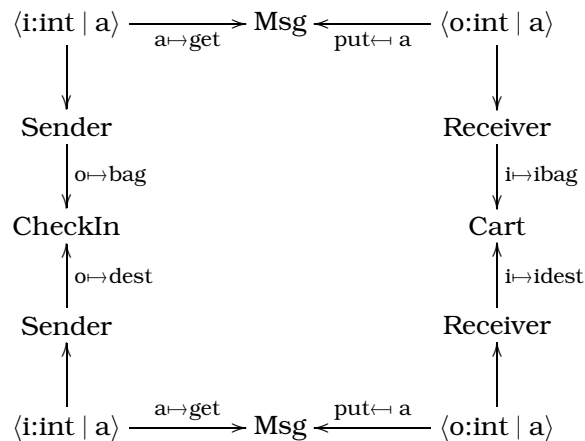 ⟨i:int | a⟩ Msg ⟨o:int | a⟩
a↦get put↤ a
Sender Receiver
o↦bag i↦ibag
CheckIn Cart
o↦dest i↦idest
Sender Receiver
a↦get put↤ a
⟨i:int | a⟩ Msg ⟨o:int | a⟩